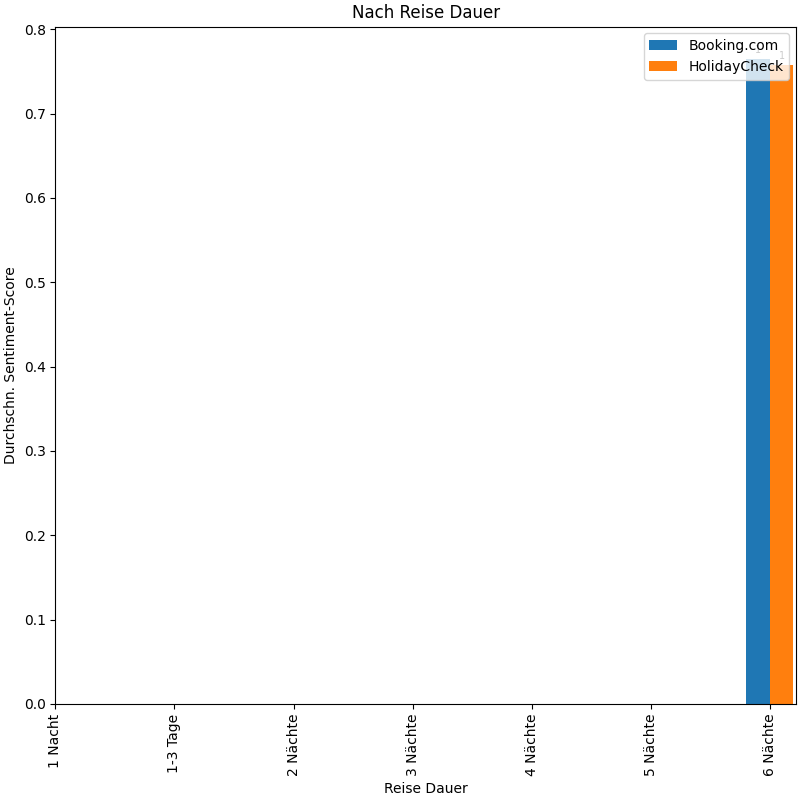 Nach Reise Dauer
Booking.com
HolidayCheck
1
Durchschn. Sentiment-Score
0.8
0.7
0.6
0.5
0.4
0.3
0.2
0.1
0.0
1 Nacht
1-3 Tage
2 Nächte
3 Nächte
4 Nächte
5 Nächte
6 Nächte
Reise Dauer